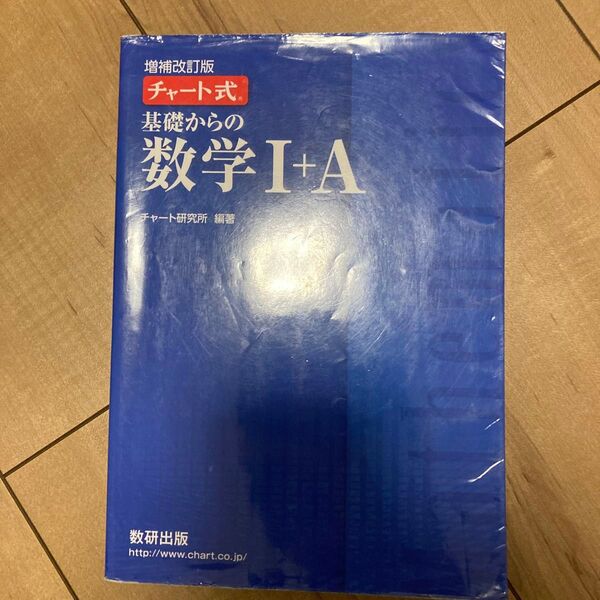 増補改訂版
チャート式®
基礎からの
数学I+A
チャート研究所 編著
数研出版
http://www.chart.co.jp/